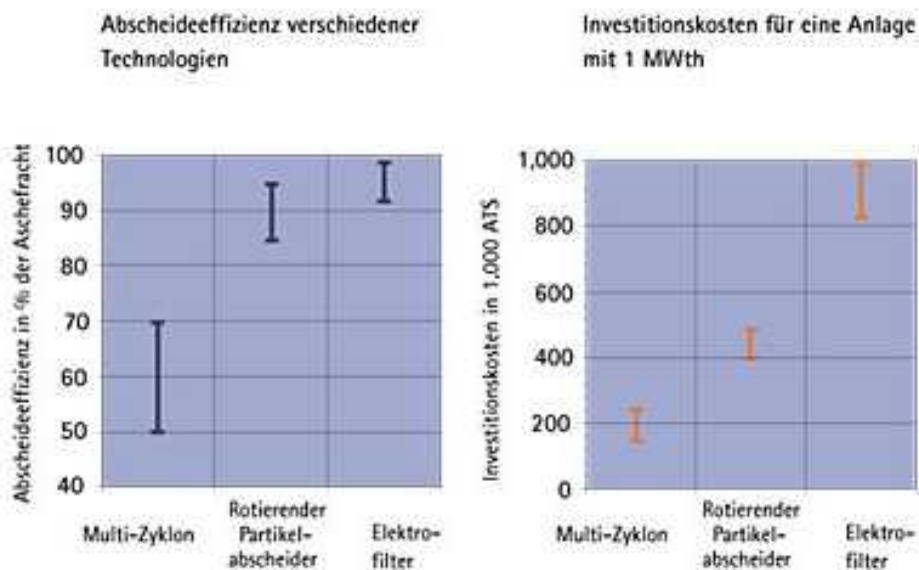 Abscheideeffizienz verschiedener
Technologien
Abscheideeffizienz in % der Aschefracht
100
90
80
70
60
50
40
Multi-Zyklon
Rotierender
Partikel-
abscheider
Elektro-
filter
Investitionskosten für eine Anlage
mit 1 MWth
Investitionskosten in 1,000 ATS
1,000
800
600
400
200
0
Multi-Zyklon
Rotierender
Partikel-
abscheider
Elektro-
filter